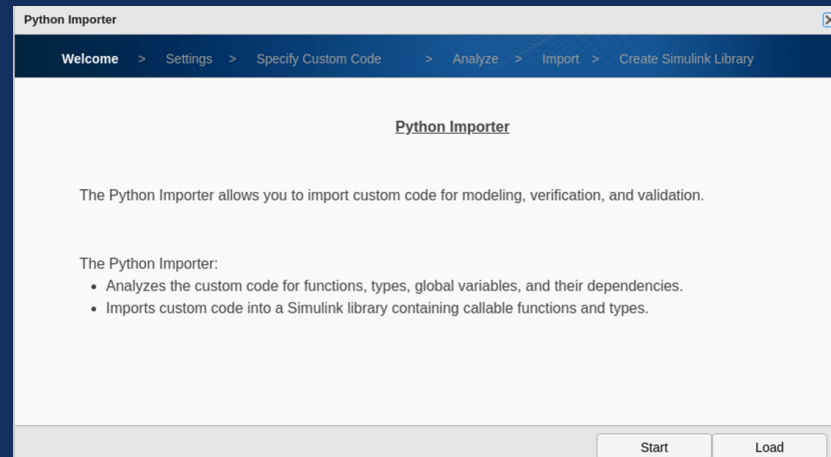 Python Importer
Welcome > Settings > Specify Custom Code > Analyze > Import > Create Simulink Library
Python Importer
The Python Importer allows you to import custom code for modeling, verification, and validation.
The Python Importer:
• Analyzes the custom code for functions, types, global variables, and their dependencies.
• Imports custom code into a Simulink library containing callable functions and types.
Start Load